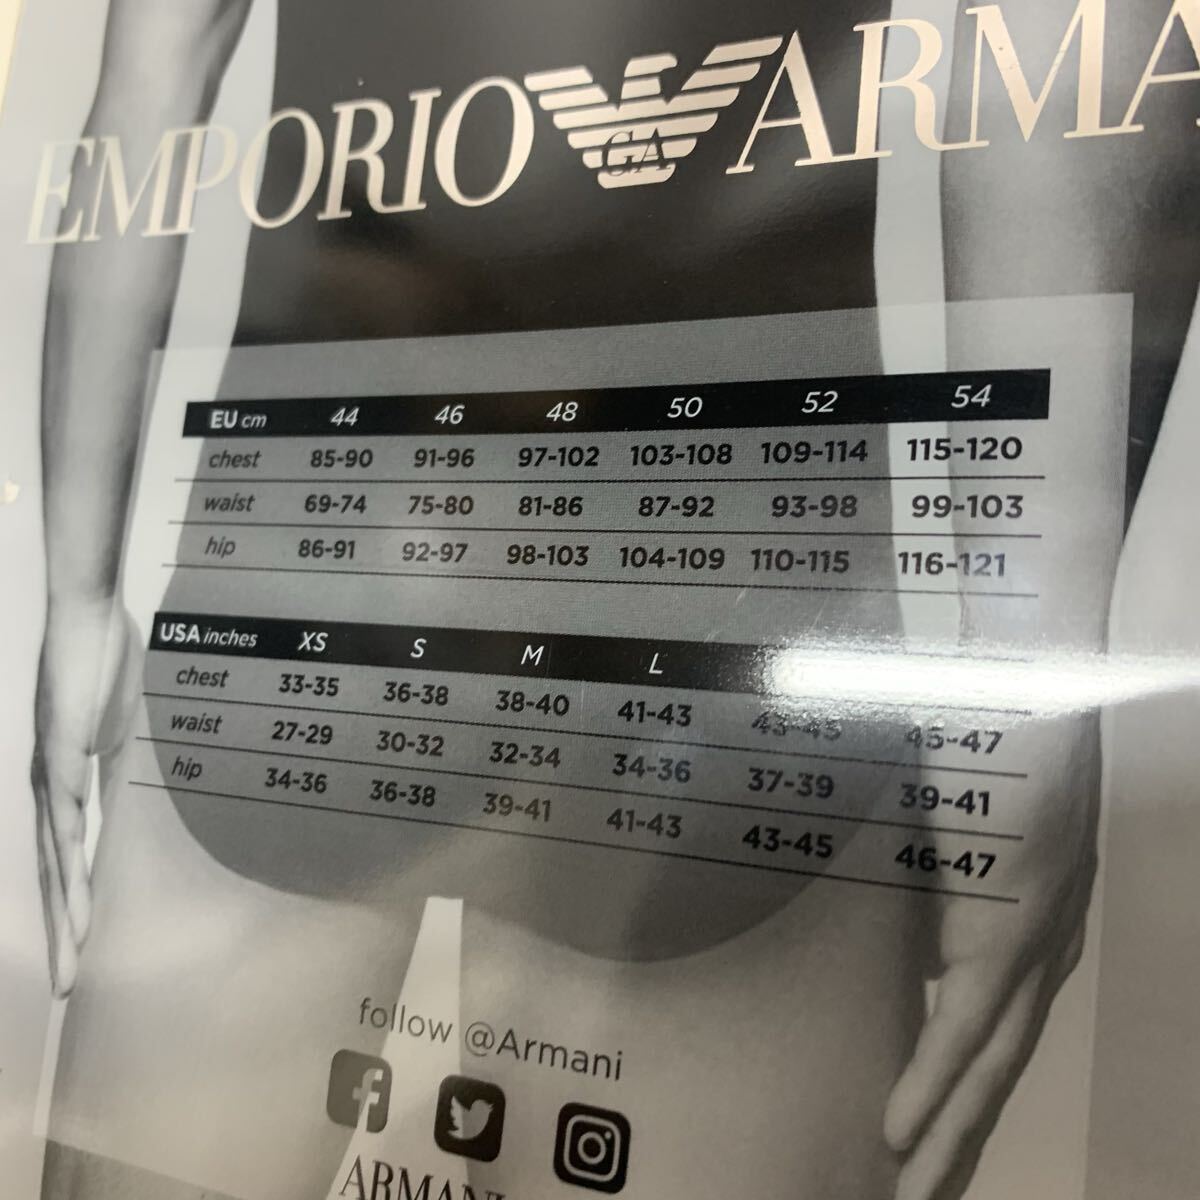 EMPORIO GA ARMA
EU cm 44 46 48 50 52 54
chest 85-90 91-96 97-102 103-108 109-114 115-120
waist 69-74 75-80 81-86 87-92 93-98 99-103
hip 86-91 92-97 98-103 104-109 110-115 116-121
USA inches XS S M L
chest 33-35 36-38 38-40 41-43 43-45 45-47
waist 27-29 30-32 32-34 34-36 37-39 39-41
hip 34-36 36-38 39-41 41-43 43-45 46-47
follow @Armani
ARMANI